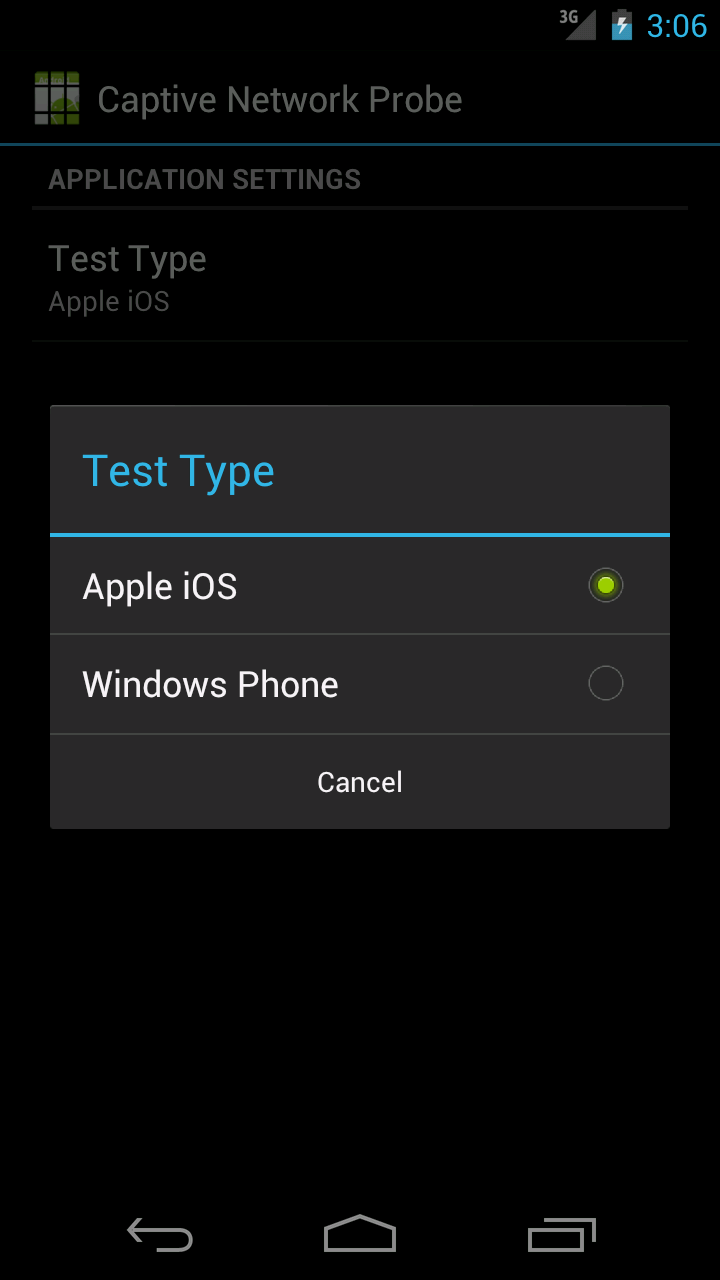 3G
3:06
Captive Network Probe
APPLICATION SETTINGS
Test Type
Apple iOS
Test Type
Apple iOS
Windows Phone
Cancel